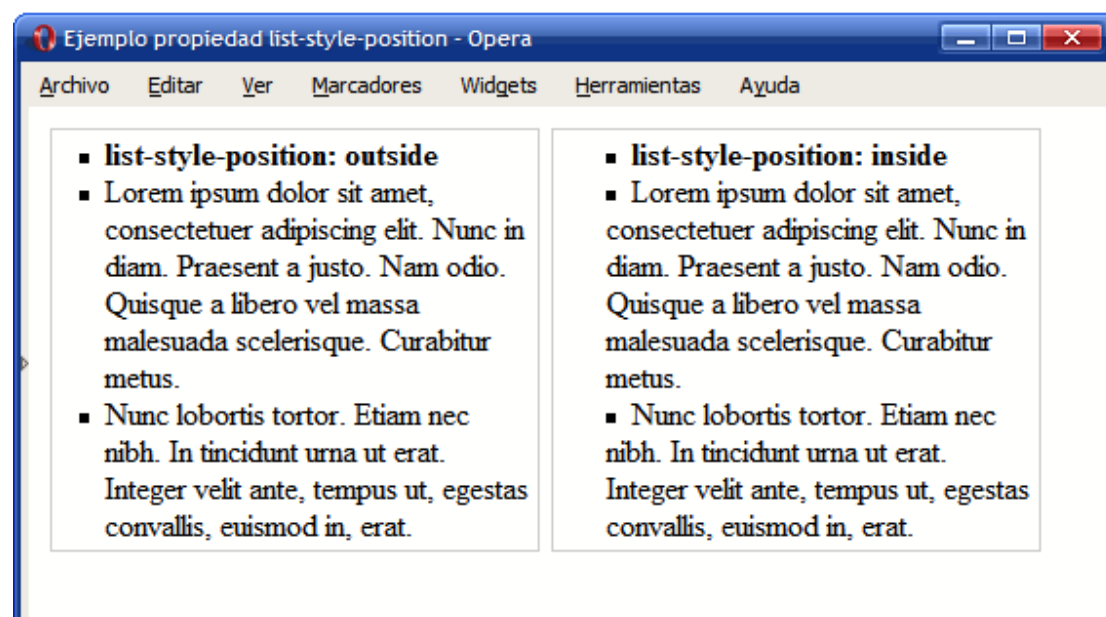 Ejemplo propiedad list-style-position - Opera
Archivo Editar Ver Marcadores Widgets Herramientas Ayuda
list-style-position: outside
Lorem ipsum dolor sit amet,
consectetuer adipiscing elit. Nunc in
diam. Praesent a justo. Nam odio.
Quisque a libero vel massa
malesuada scelerisque. Curabitur
metus.
Nunc lobortis tortor. Etiam nec
nibh. In tincidunt urna ut erat.
Integer velit ante, tempus ut, egestas
convallis, euismod in, erat.
list-style-position: inside
Lorem ipsum dolor sit amet,
consectetuer adipiscing elit. Nunc in
diam. Praesent a justo. Nam odio.
Quisque a libero vel massa
malesuada scelerisque. Curabitur
metus.
Nunc lobortis tortor. Etiam nec
nibh. In tincidunt urna ut erat.
Integer velit ante, tempus ut, egestas
convallis, euismod in, erat.